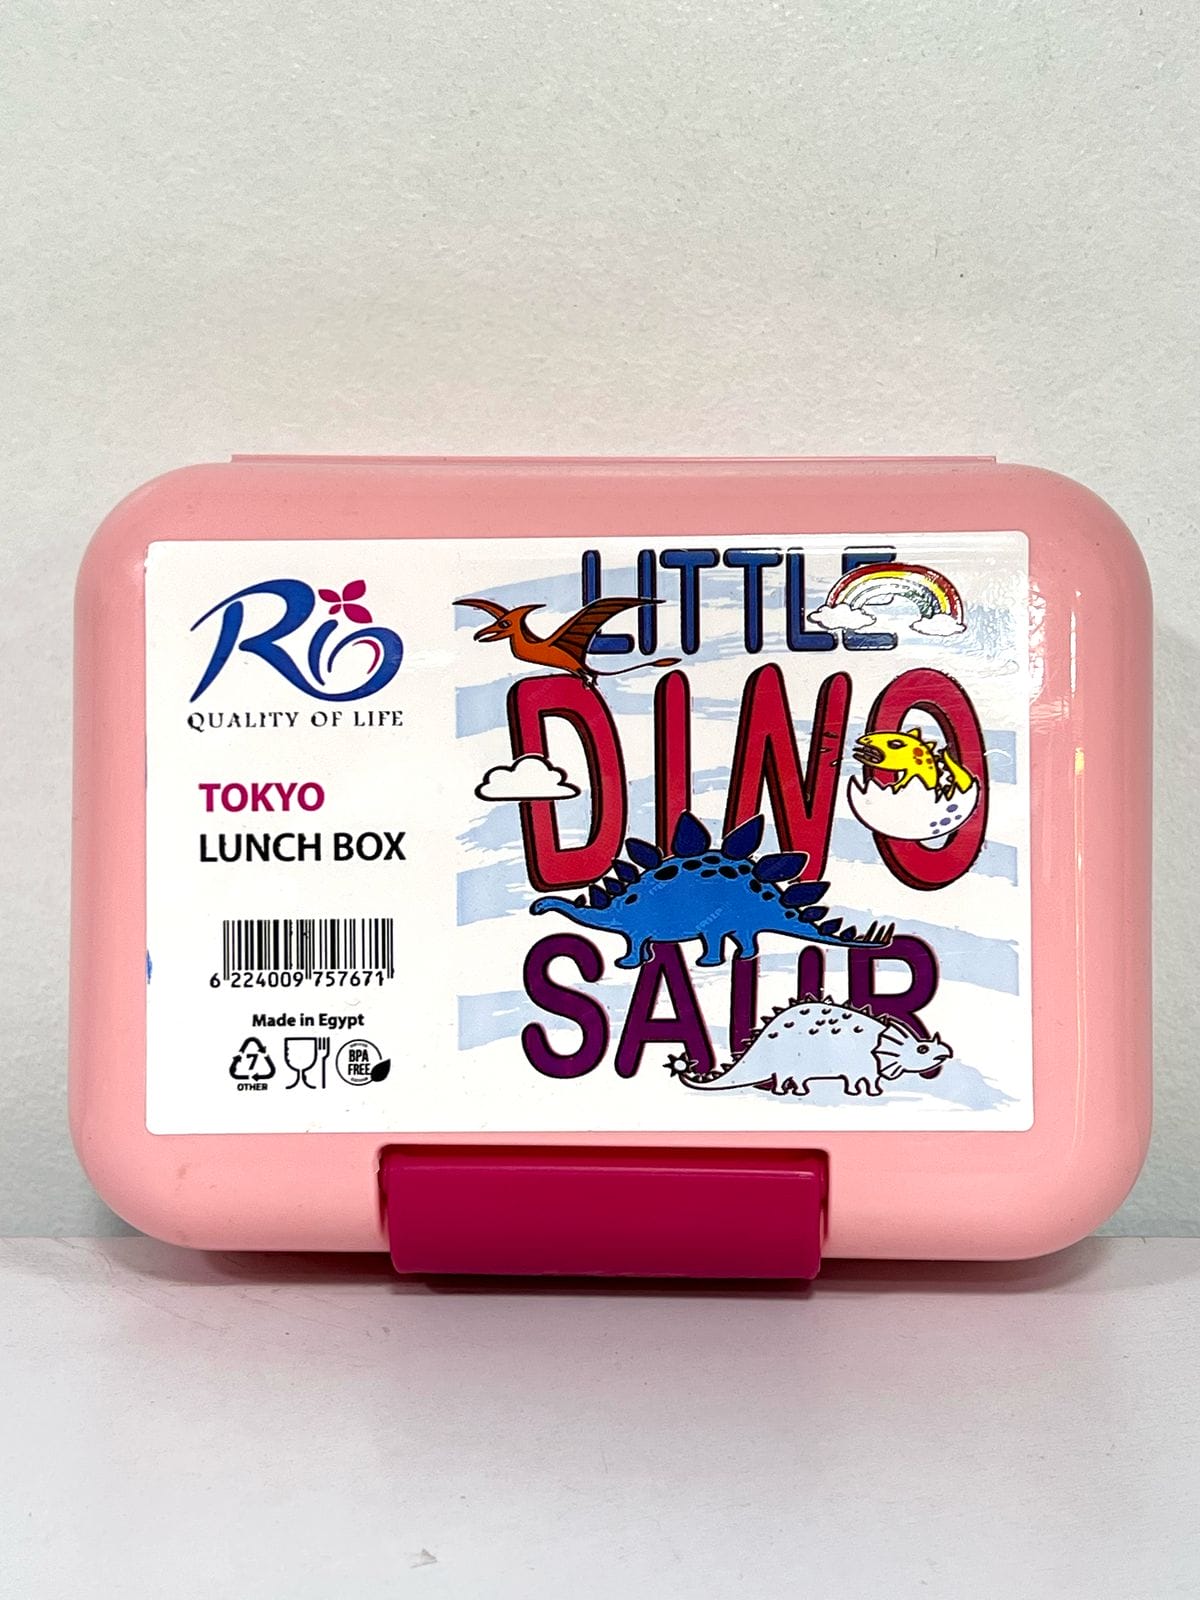 Rio
QUALITY OF LIFE
TOKYO
LUNCH BOX
6 224009 757671
Made in Egypt
7
OTHER
BPA
FREE
LITTLE
DINO
SAUR